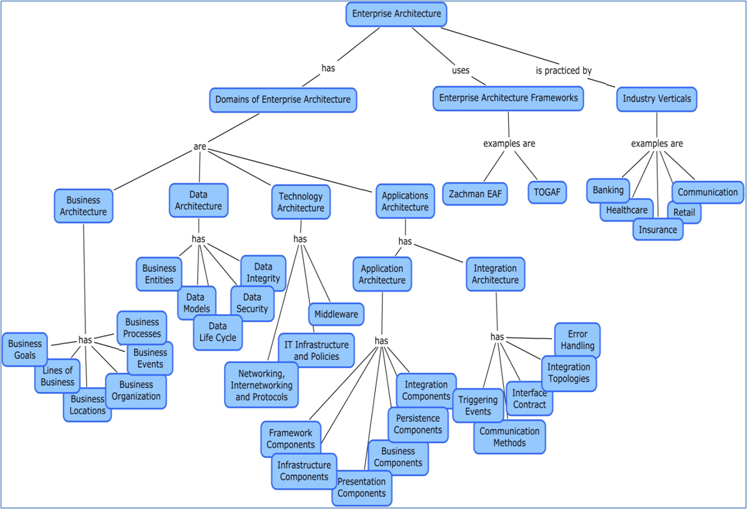 Enterprise Architecture
has
uses
is practiced by
Domains of Enterprise Architecture
Enterprise Architecture Frameworks
Industry Verticals
are
examples are
examples are
Business
Architecture
Data
Architecture
Technology
Architecture
Applications
Architecture
Zachman EAF
TOGAF
Banking
Healthcare
Insurance
Retail
Communication
has
has
has
Business
Entities
Data
Models
Data
Life Cycle
Data
Security
Data
Integrity
Application
Architecture
Integration
Architecture
Middleware
IT Infrastructure
and Policies
Networking,
Internetworking
and Protocols
has
Business
Goals
Lines of
Business
Business
Locations
Business
Organization
Business
Events
Business
Processes
has
Framework
Components
Infrastructure
Components
Presentation
Components
Business
Components
Persistence
Components
Integration
Components
has
Triggering
Events
Communication
Methods
Interface
Contract
Integration
Topologies
Error
Handling